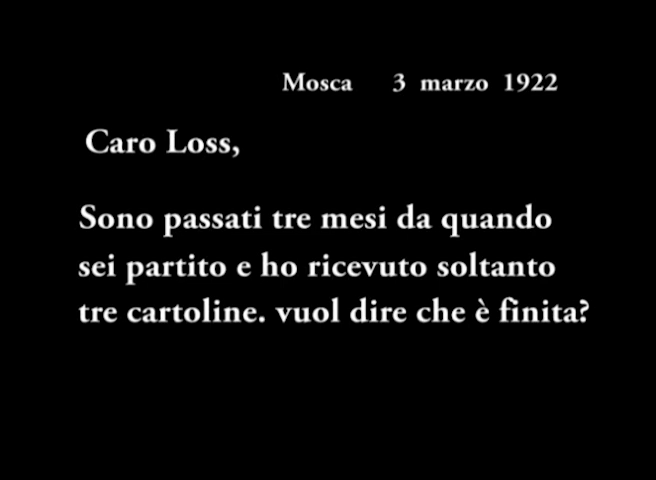 Mosca 3 marzo 1922
Caro Loss,
Sono passati tre mesi da quando
sei partito e ho ricevuto soltanto
tre cartoline. vuol dire che è finita?